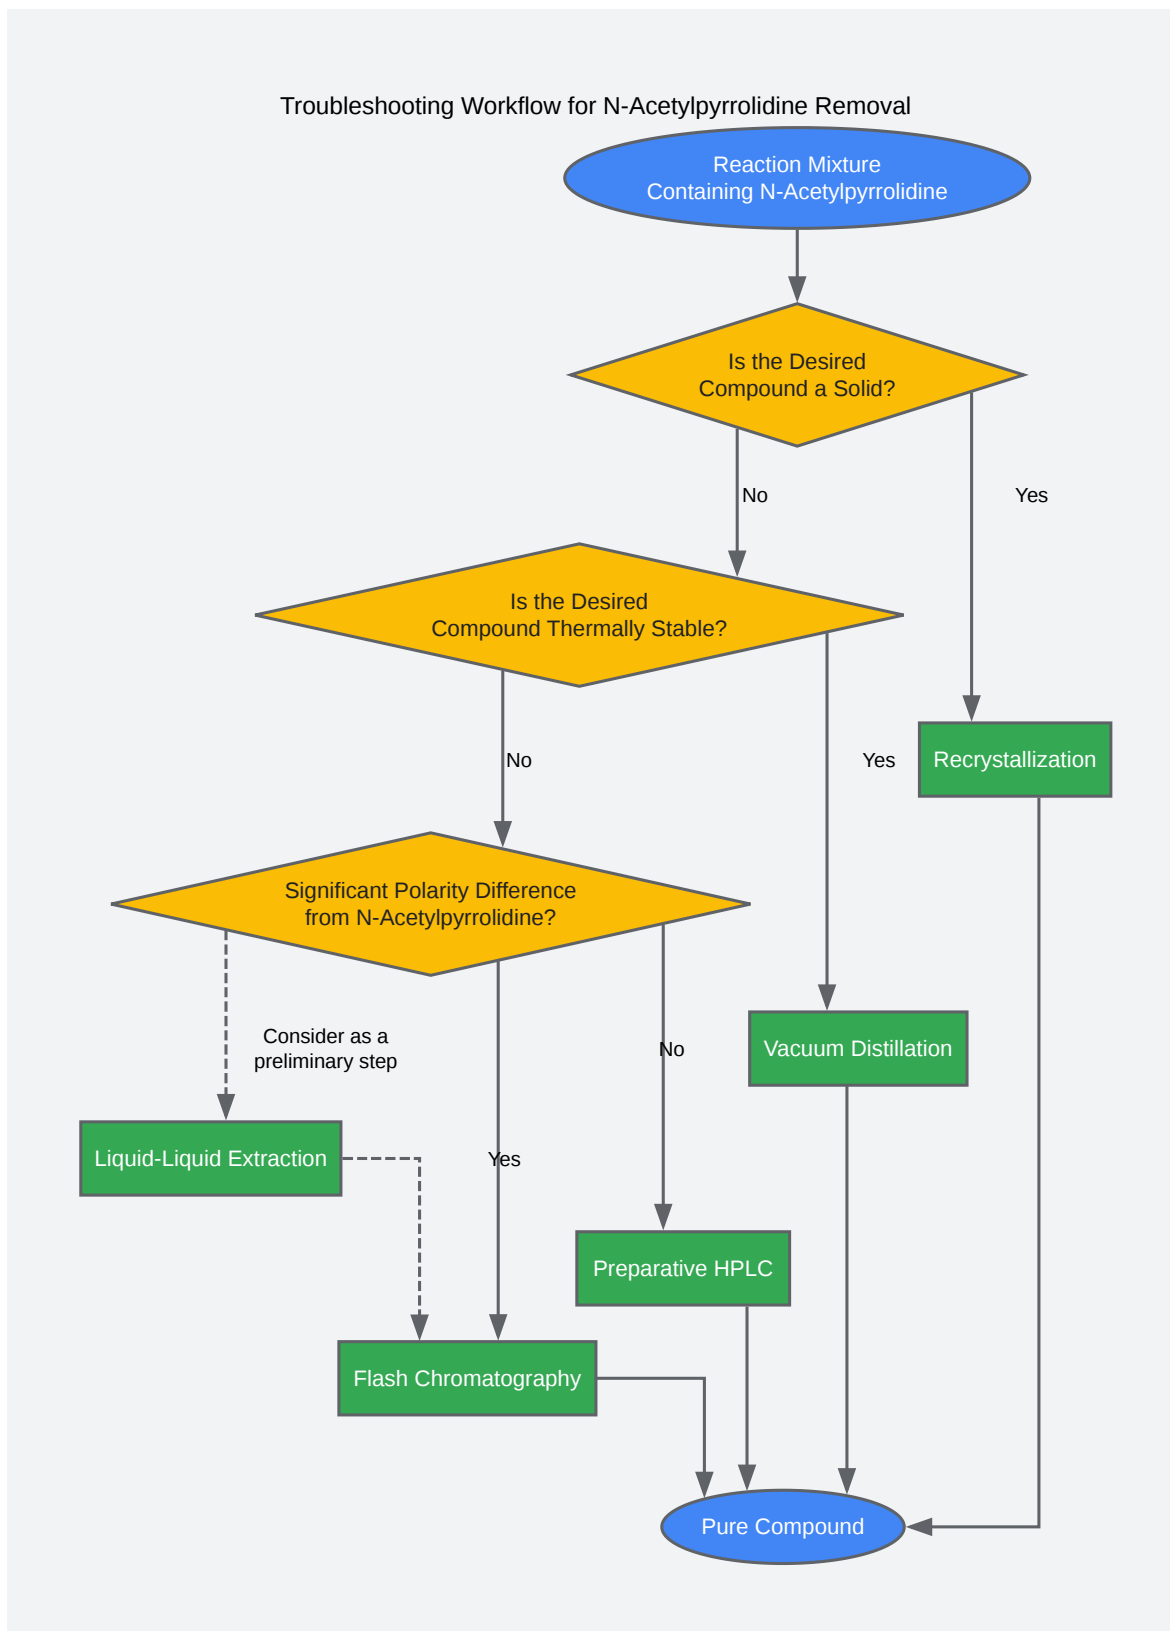 Troubleshooting Workflow for N-Acetylpyrrolidine Removal
Reaction Mixture
Containing N-Acetylpyrrolidine
Is the Desired
Compound a Solid?
No
Yes
Is the Desired
Compound Thermally Stable?
No
Yes
Recrystallization
Significant Polarity Difference
from N-Acetylpyrrolidine?
Consider as a
preliminary step
No
Vacuum Distillation
Liquid-Liquid Extraction
Yes
Preparative HPLC
Flash Chromatography
Pure Compound